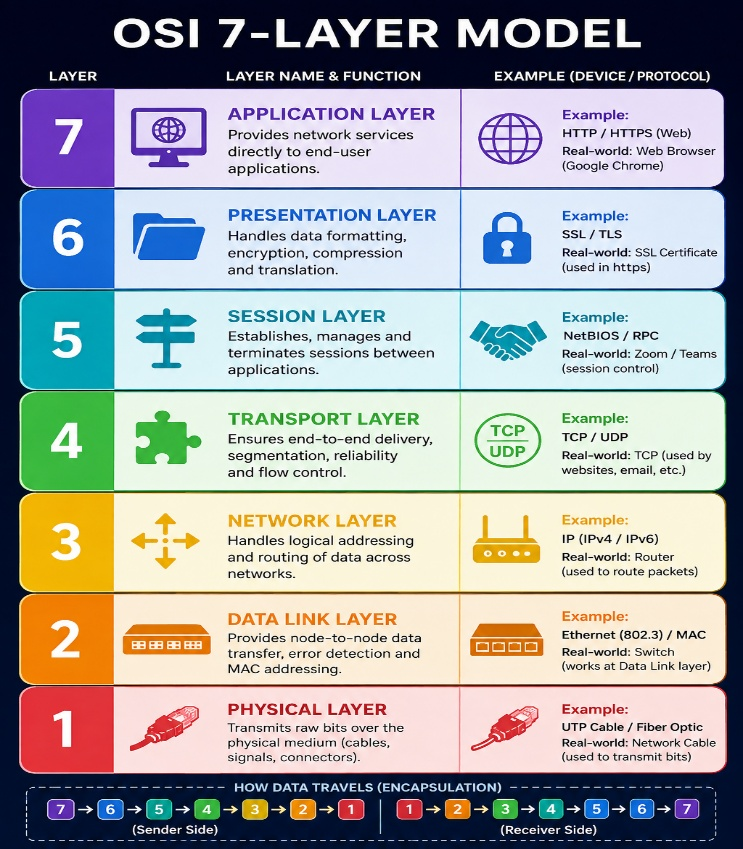 OSI 7-LAYER MODEL
LAYER
LAYER NAME & FUNCTION
EXAMPLE (DEVICE / PROTOCOL)
7
APPLICATION LAYER
Provides network services
directly to end-user
applications.
Example:
HTTP / HTTPS (Web)
Real-world: Web Browser
(Google Chrome)
6
PRESENTATION LAYER
Handles data formatting,
encryption, compression
and translation.
Example:
SSL / TLS
Real-world: SSL Certificate
(used in https)
5
SESSION LAYER
Establishes, manages and
terminates sessions between
applications.
Example:
NetBIOS / RPC
Real-world: Zoom / Teams
(session control)
4
TRANSPORT LAYER
Ensures end-to-end delivery,
segmentation, reliability
and flow control.
TCP
UDP
Example:
TCP / UDP
Real-world: TCP (used by
websites, email, etc.)
3
NETWORK LAYER
Handles logical addressing
and routing of data across
networks.
Example:
IP (IPv4 / IPv6)
Real-world: Router
(used to route packets)
2
DATA LINK LAYER
Provides node-to-node data
transfer, error detection and
MAC addressing.
Example:
Ethernet (802.3) / MAC
Real-world: Switch
(works at Data Link layer)
1
PHYSICAL LAYER
Transmits raw bits over the
physical medium (cables,
signals, connectors).
Example:
UTP Cable / Fiber Optic
Real-world: Network Cable
(used to transmit bits)
HOW DATA TRAVELS (ENCAPSULATION)
7 → 6 → 5 → 4 → 3 → 2 → 1
(Sender Side)
1 → 2 → 3 → 4 → 5 → 6 → 7
(Receiver Side)